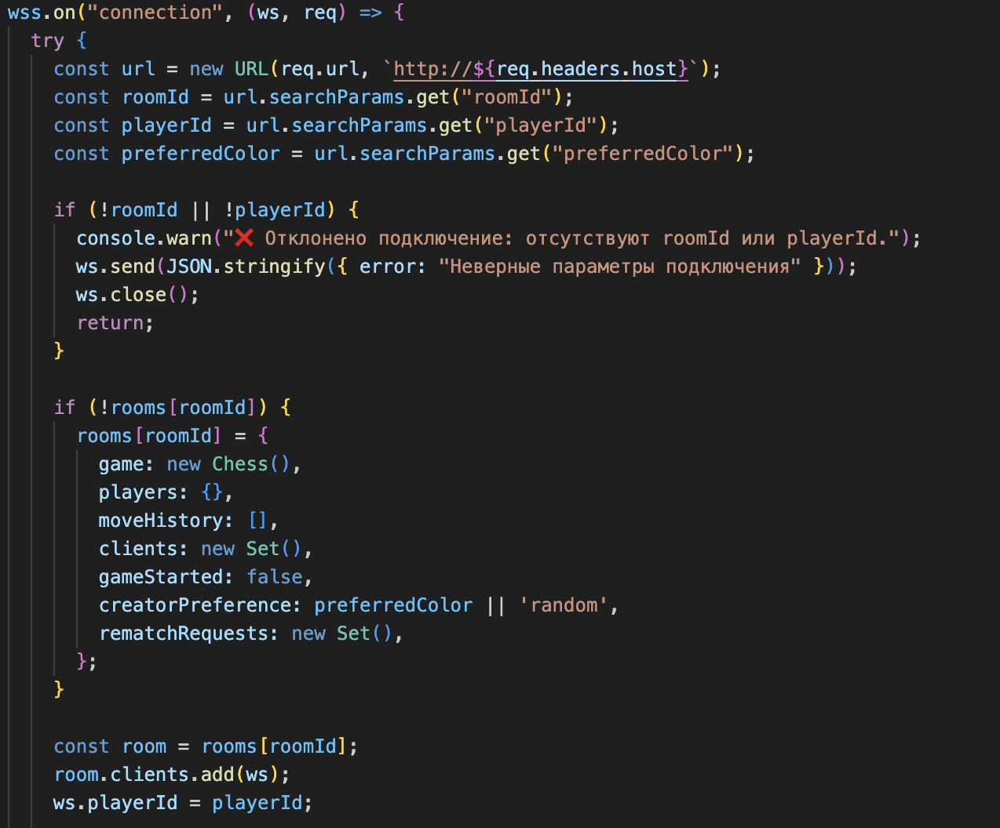 wss.on("connection", (ws, req) => {
try {
const url = new URL(req.url, `http://${req.headers.host}`);
const roomId = url.searchParams.get("roomId");
const playerId = url.searchParams.get("playerId");
const preferredColor = url.searchParams.get("preferredColor");
if (!roomId || !playerId) {
console.warn("❌ Отклонено подключение: отсутствуют roomId или playerId.");
ws.send(JSON.stringify({ error: "Неверные параметры подключения" }));
ws.close();
return;
}
if (!rooms[roomId]) {
rooms[roomId] = {
game: new Chess(),
players: {},
moveHistory: [],
clients: new Set(),
gameStarted: false,
creatorPreference: preferredColor || 'random',
rematchRequests: new Set(),
};
}
const room = rooms[roomId];
room.clients.add(ws);
ws.playerId = playerId;